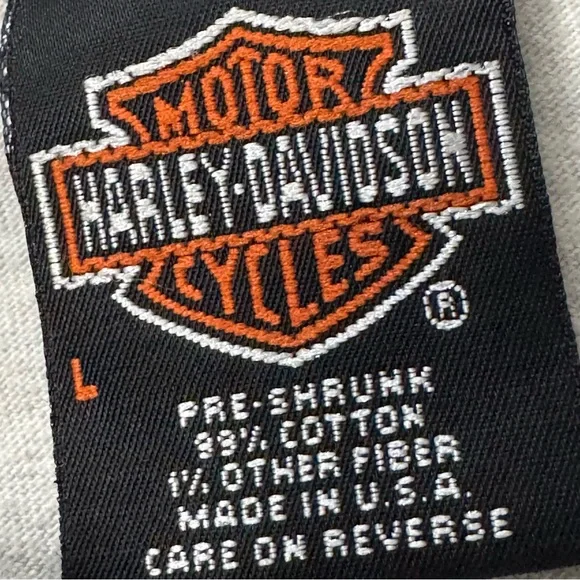 MOTOR
HARLEY-DAVIDSON
CYCLES
®
L
PRE-SHRUNK
99% COTTON
1% OTHER FIBER
MADE IN U.S.A.
CARE ON REVERSE